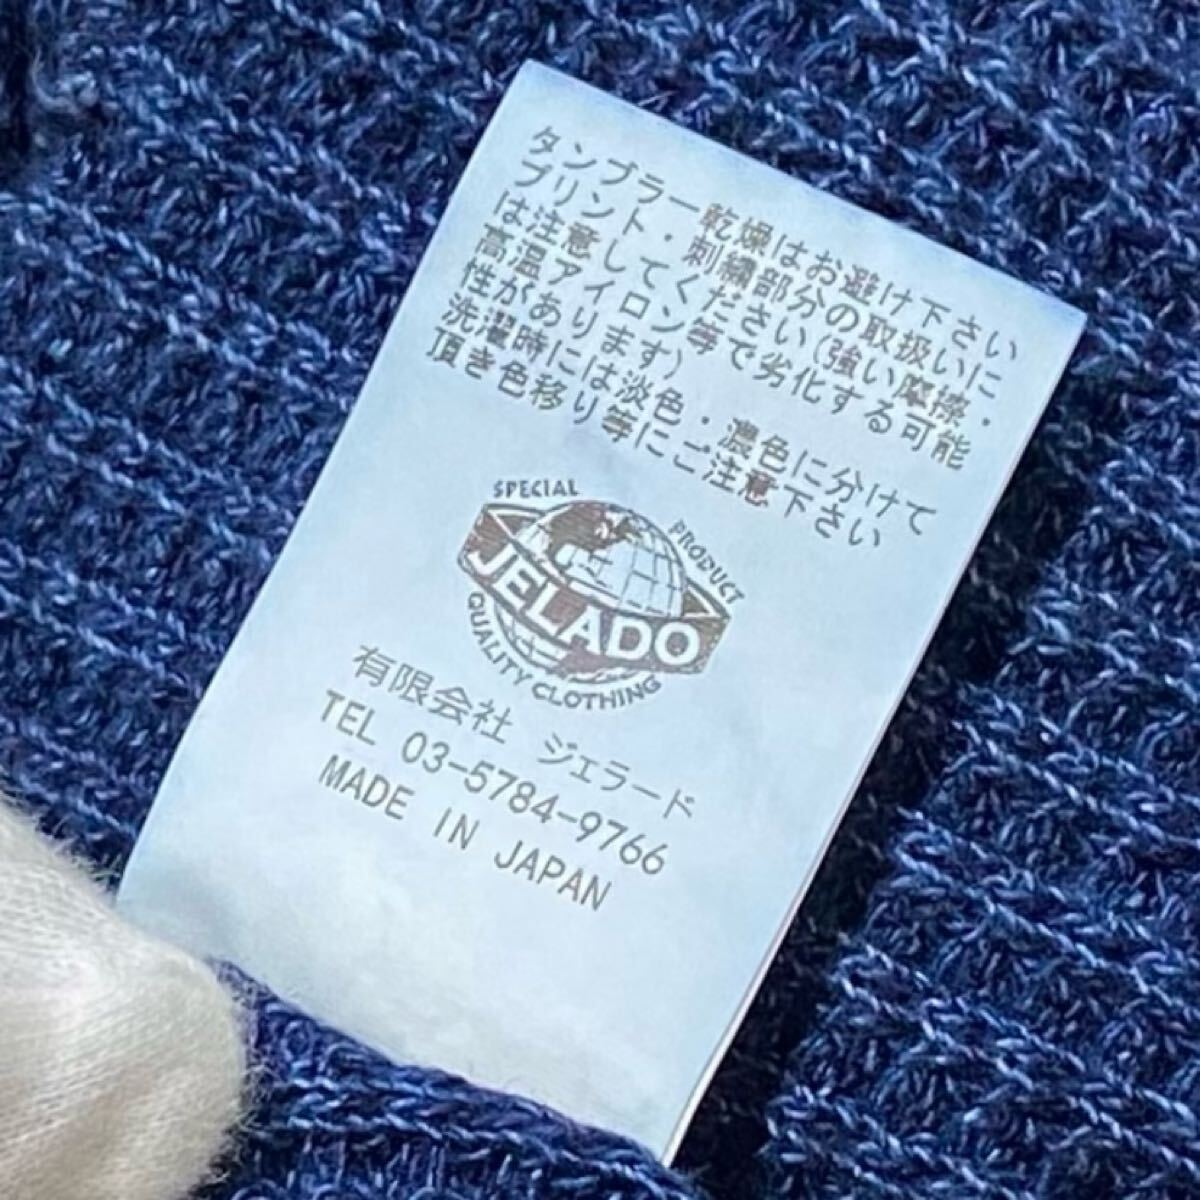 タンブラー乾燥はお避け下さい
プリント・刺繍部分の取扱いに
は注意してください(強い摩擦・
高温アイロン等で劣化する可能
性があります)
洗濯時には淡色・濃色に分けて
頂き色移り等にご注意下さい
SPECIAL PRODUCT
JELADO
QUALITY CLOTHING
有限会社 ジェラード
TEL 03-5784-9766
MADE IN JAPAN